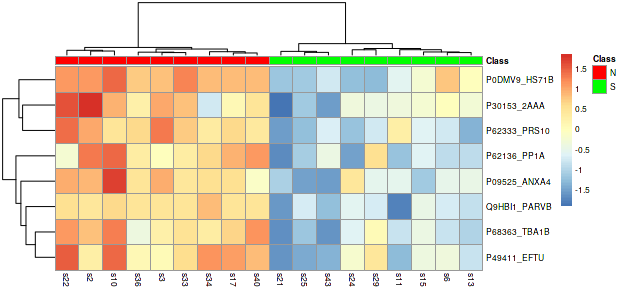 Class
P0DMV9_HS71B
P30153_2AAA
P62333_PRS10
P62136_PP1A
P09525_ANXA4
Q9HBI1_PARVB
P68363_TBA1B
P49411_EFTU
s22 s2 s10 s36 s3 s33 s34 s17 s40 s21 s25 s43 s24 s29 s11 s15 s6 s13
1.5
1
0.5
0
-0.5
-1
-1.5
Class
N
S